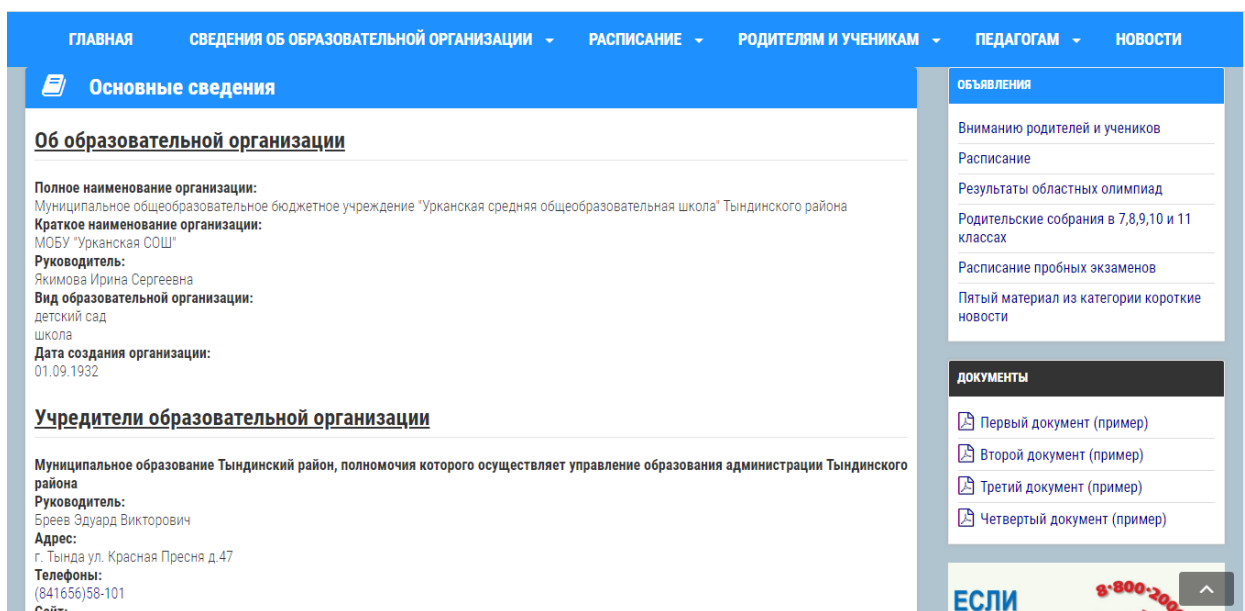 ГЛАВНАЯ СВЕДЕНИЯ ОБ ОБРАЗОВАТЕЛЬНОЙ ОРГАНИЗАЦИИ РАСПИСАНИЕ РОДИТЕЛЯМ И УЧЕНИКАМ ПЕДАГОГАМ НОВОСТИ
Основные сведения
Об образовательной организации
Полное наименование организации:
Муниципальное общеобразовательное бюджетное учреждение "Урканская средняя общеобразовательная школа" Тындинского района
Краткое наименование организации:
МОБУ "Урканская СОШ"
Руководитель:
Якимова Ирина Сергеевна
Вид образовательной организации:
детский сад
школа
Дата создания организации:
01.09.1932
Учредители образовательной организации
Муниципальное образование Тындинский район, полномочия которого осуществляет управление образования администрации Тындинского
района
Руководитель:
Бреев Эдуард Викторович
Адрес:
г. Тында ул. Красная Пресня д.47
Телефоны:
(841656)58-101
Сайт:
ОБЪЯВЛЕНИЯ
Вниманию родителей и учеников
Расписание
Результаты областных олимпиад
Родительские собрания в 7,8,9,10 и 11
классах
Расписание пробных экзаменов
Пятый материал из категории короткие
новости
ДОКУМЕНТЫ
Первый документ (пример)
Второй документ (пример)
Третий документ (пример)
Четвертый документ (пример)
ЕСЛИ
8-800-200